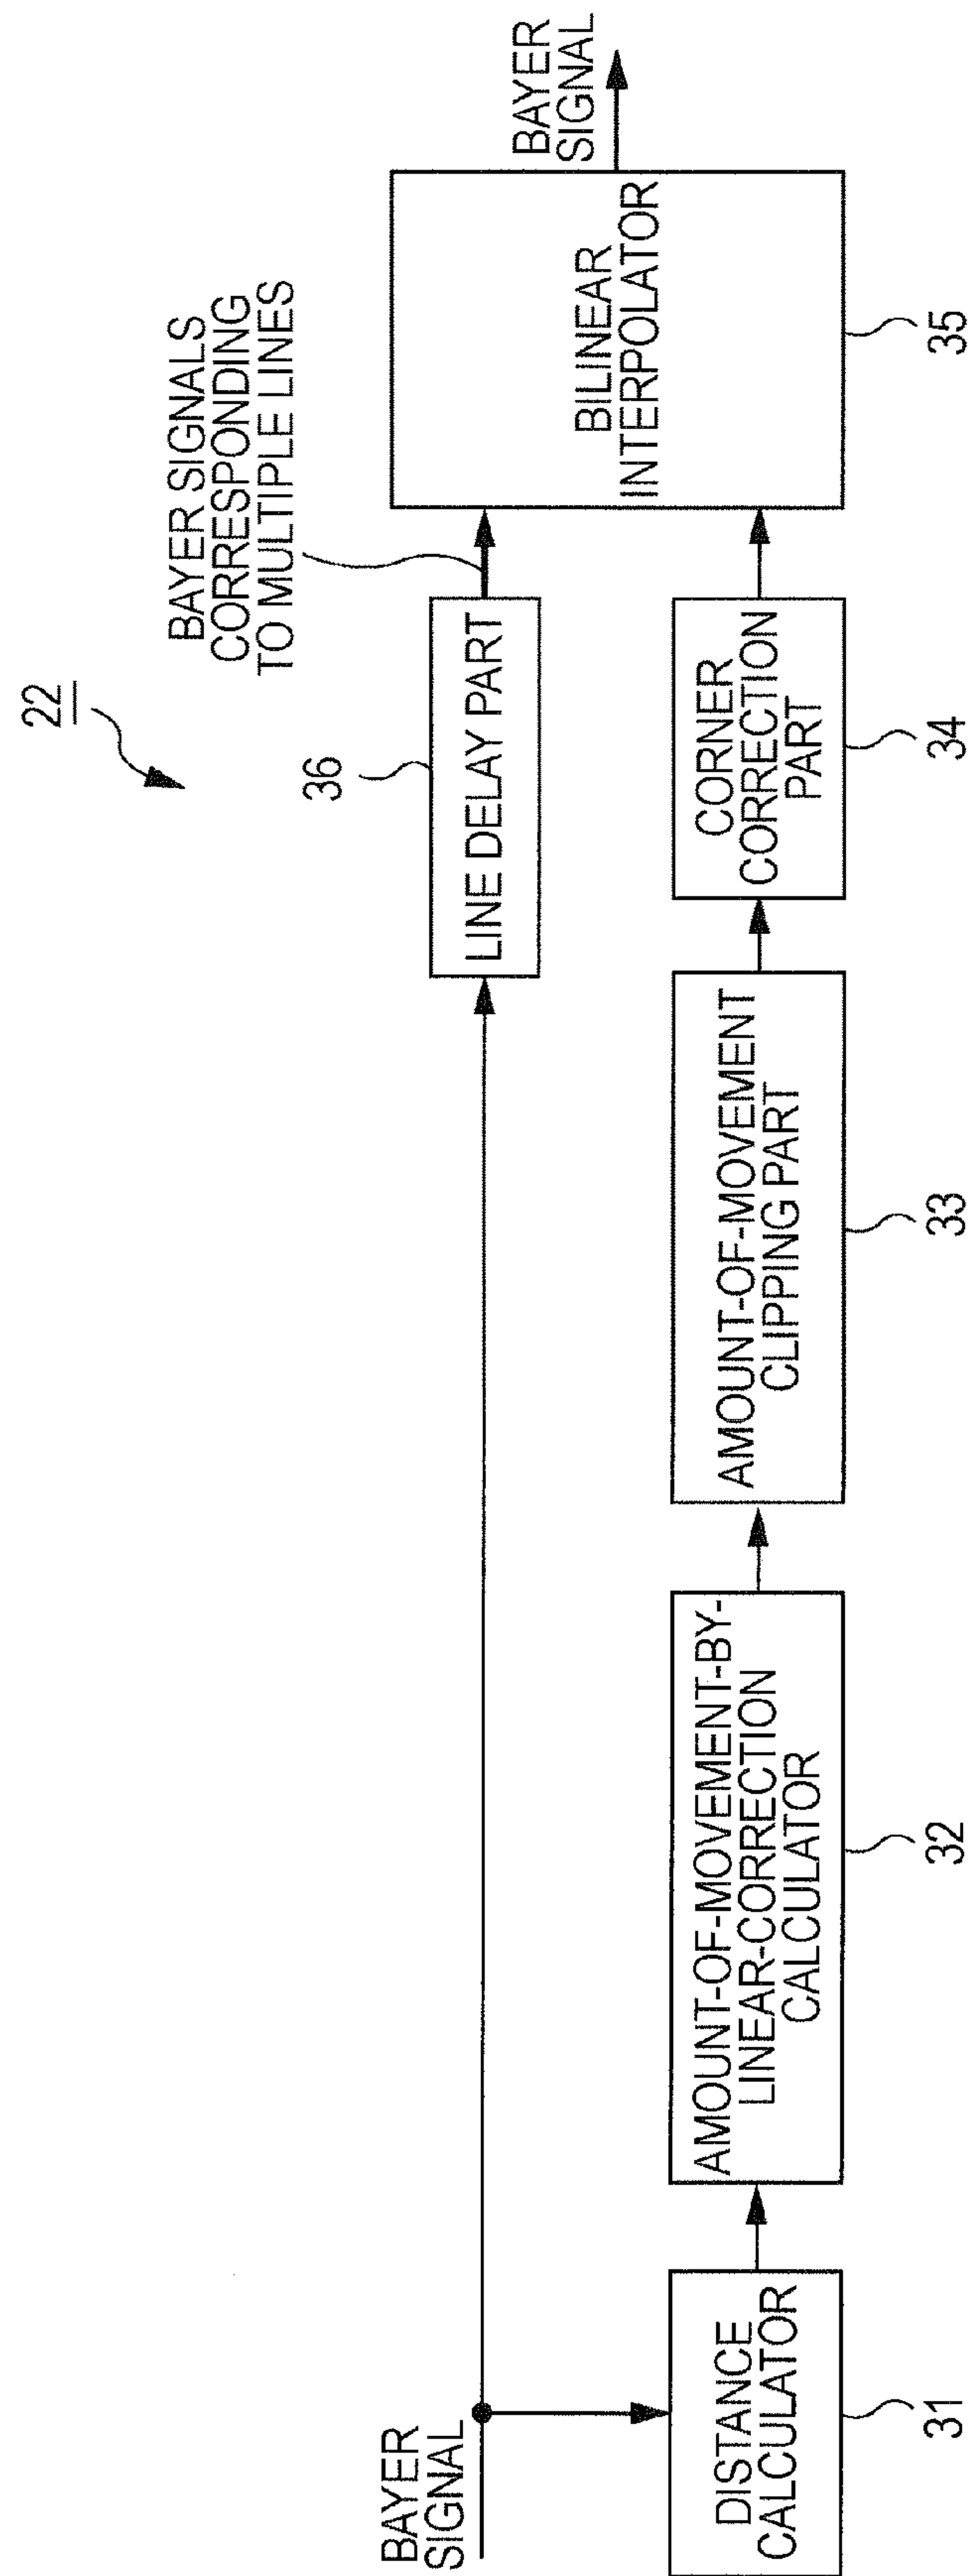 22
BAYER SIGNALS
CORRESPONDING
TO MULTIPLE LINES
BAYER
SIGNAL
36
LINE DELAY PART
BILINEAR
INTERPOLATOR
35
BAYER
SIGNAL
DISTANCE
CALCULATOR
31
AMOUNT-OF-MOVEMENT-BY-
LINEAR-CORRECTION
CALCULATOR
32
AMOUNT-OF-MOVEMENT
CLIPPING PART
33
CORNER
CORRECTION
PART
34